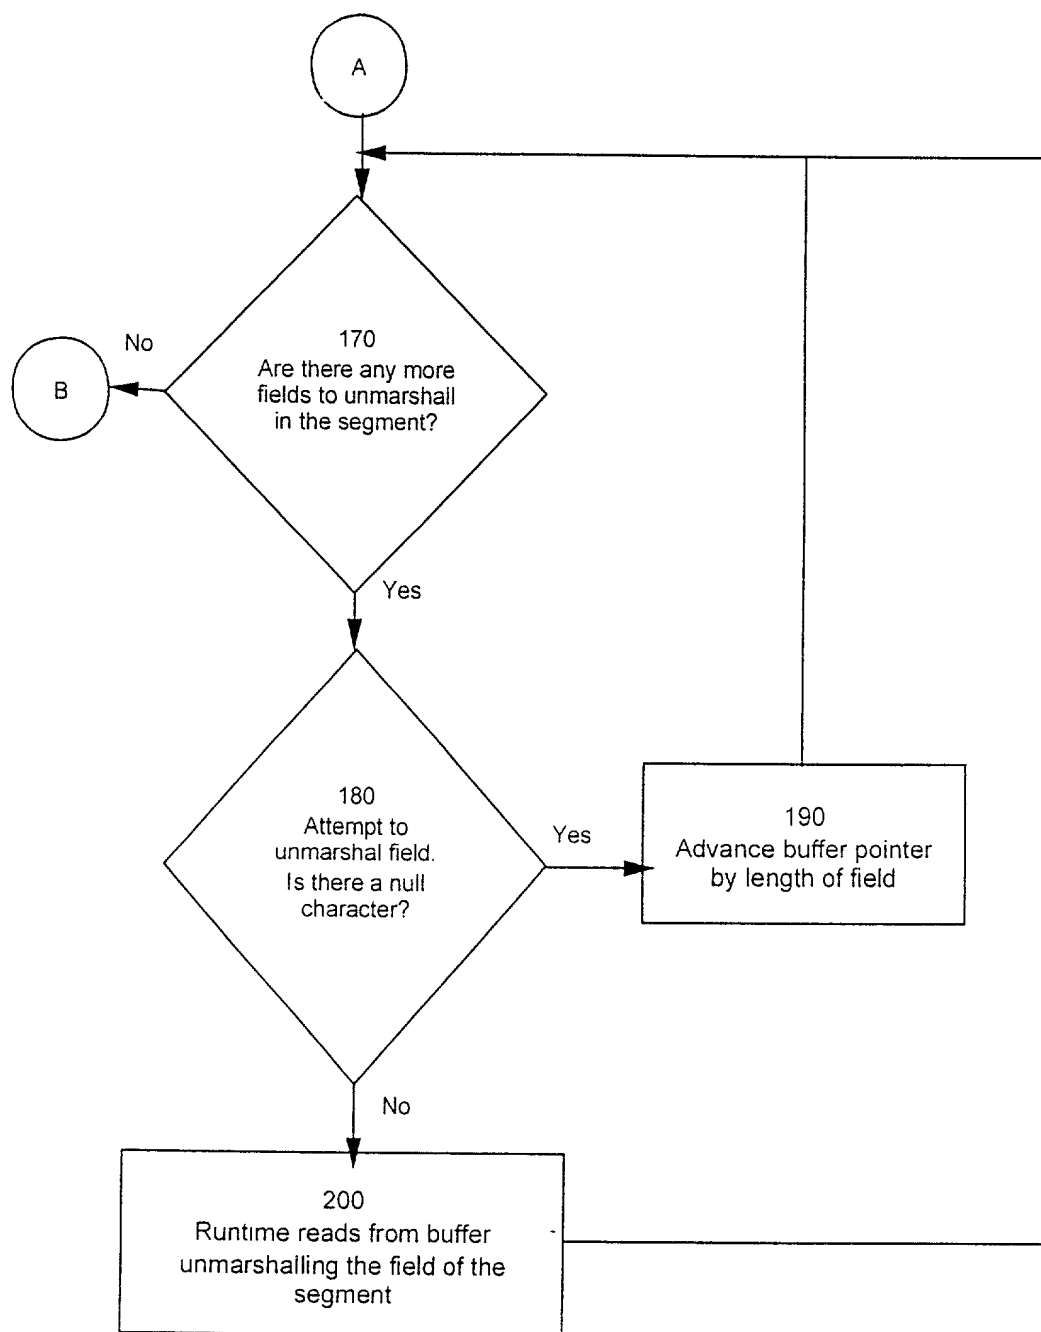 A
No
B
170
Are there any more
fields to unmarshall
in the segment?
Yes
180
Attempt to
unmarshal field.
Is there a null
character?
Yes
190
Advance buffer pointer
by length of field
No
200
Runtime reads from buffer
unmarshalling the field of the
segment